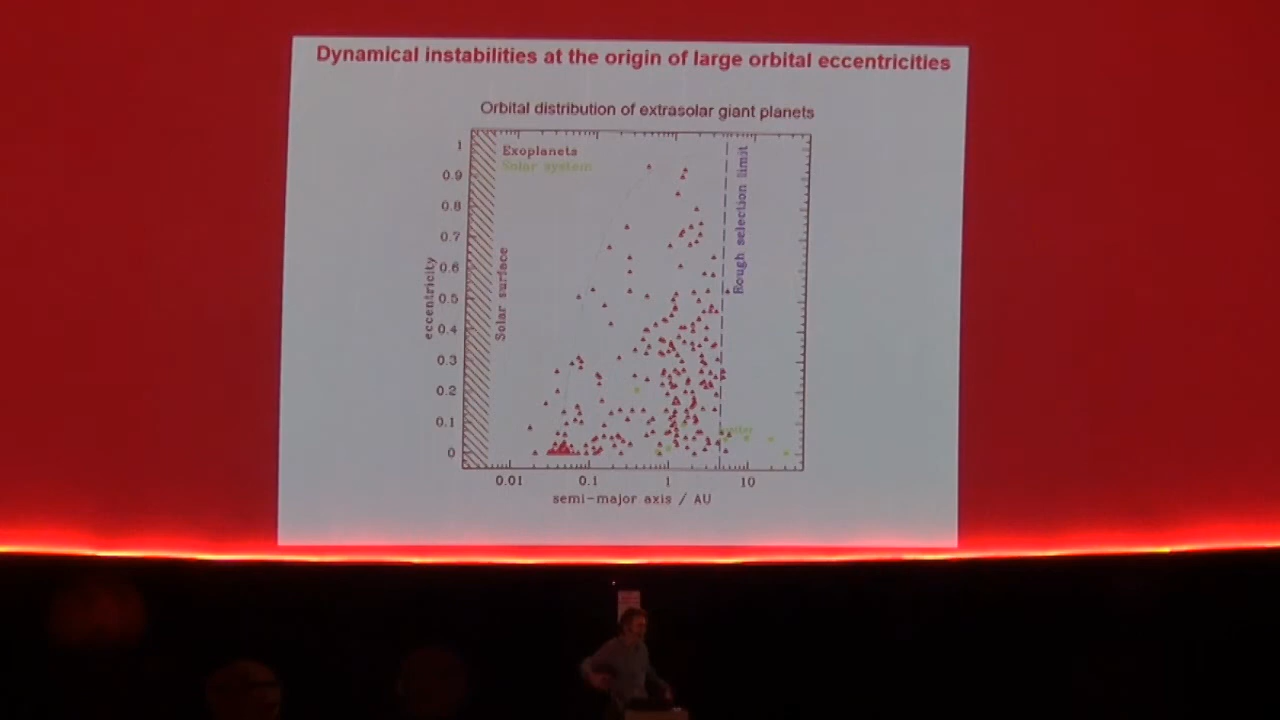 Dynamical instabilities at the origin of large orbital eccentricities
Orbital distribution of extrasolar giant planets
Exoplanets
Solar system
Solar surface
Rough selection limit
eccentricity
1
0.9
0.8
0.7
0.6
0.5
0.4
0.3
0.2
0.1
0
0.01 0.1 1 10
semi-major axis / AU